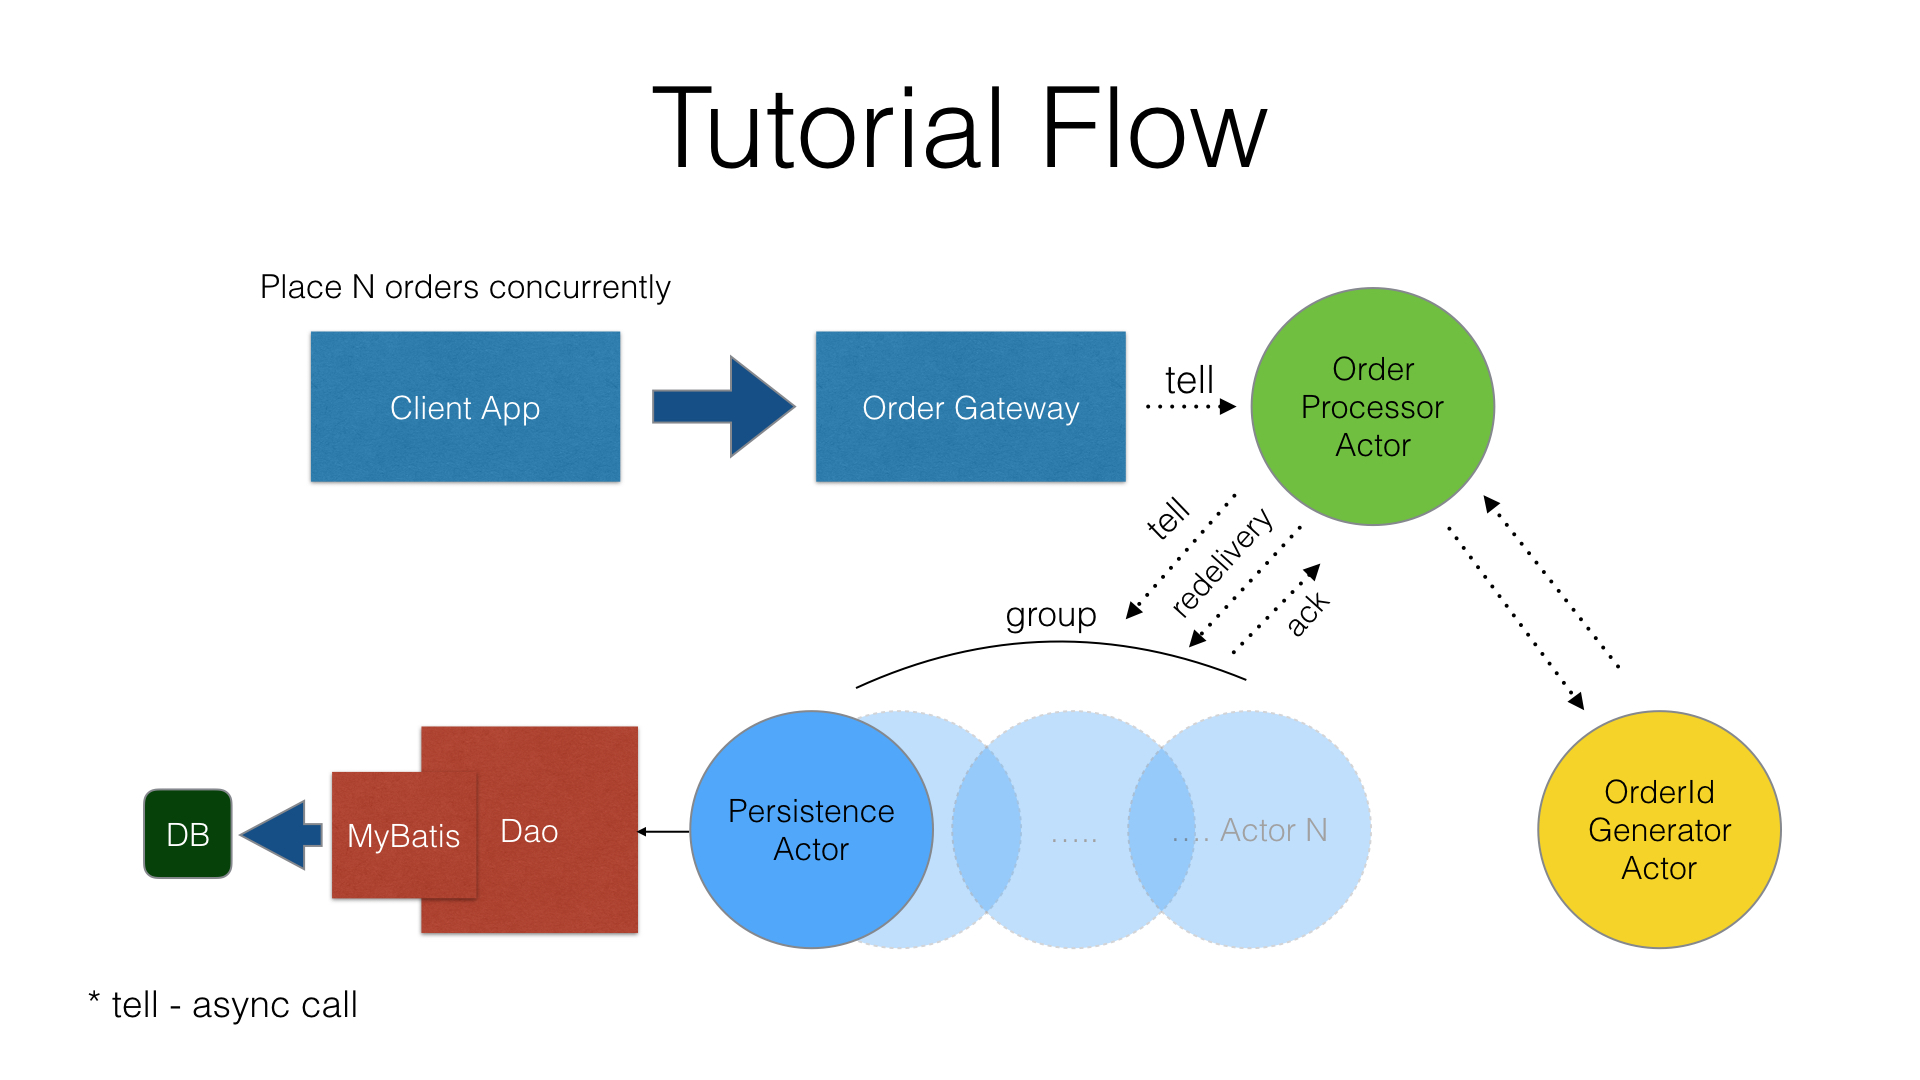 Tutorial Flow
Place N orders concurrently
Client App
Order Gateway
tell
Order
Processor
Actor
tell
redelivery
ack
group
DB
MyBatis
Dao
Persistence
Actor
.....
.... Actor N
OrderId
Generator
Actor
* tell - async call